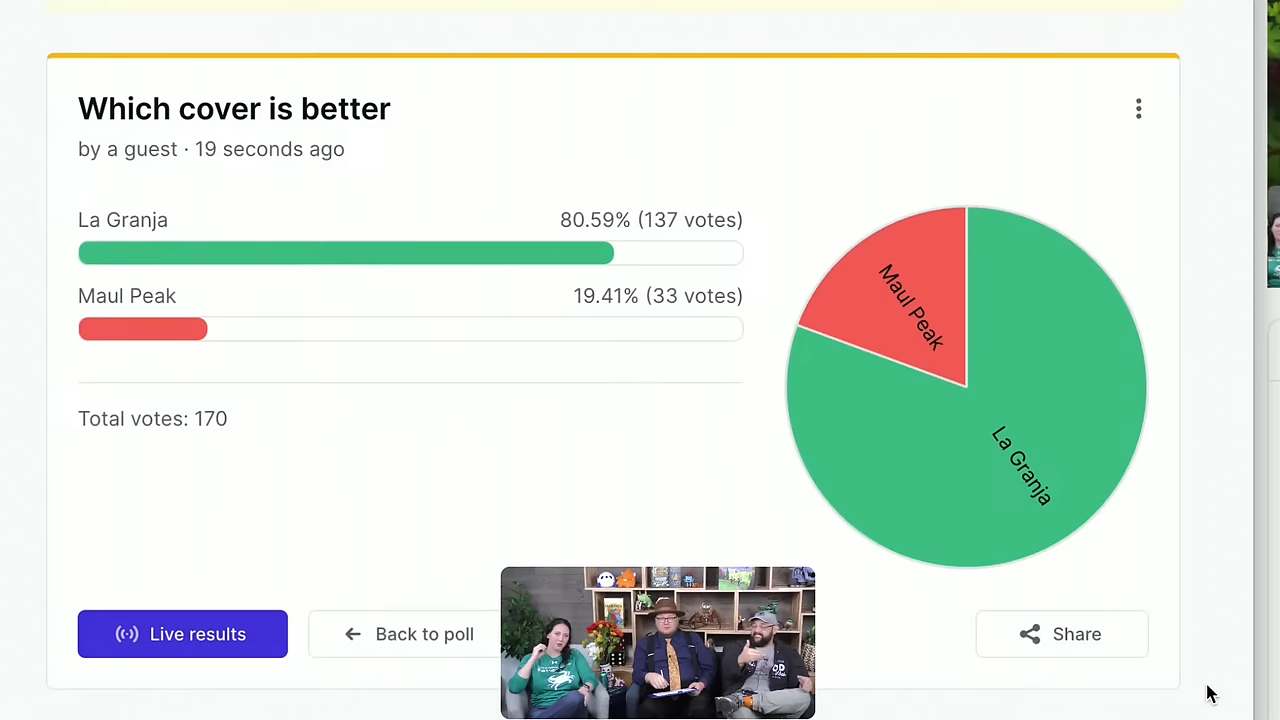 Which cover is better
by a guest · 19 seconds ago
La Granja 80.59% (137 votes)
Maul Peak 19.41% (33 votes)
Total votes: 170
Maul Peak
La Granja
Live results
Back to poll
Share